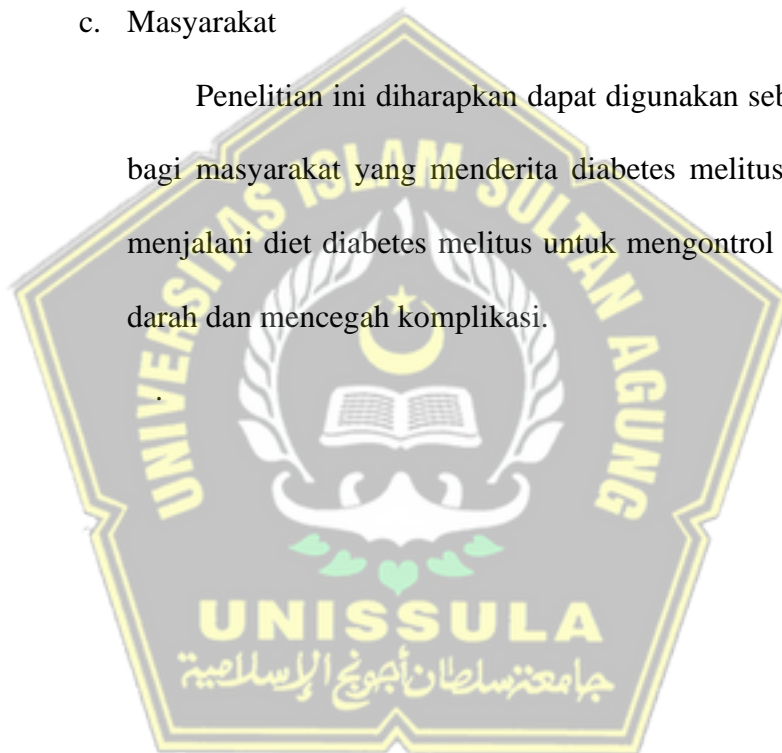 c. Masyarakat
Penelitian ini diharapkan dapat digunakan
bagi masyarakat yang menderita diabetes melitus
menjalani diet diabetes melitus untuk mengontrol
darah dan mencegah komplikasi.
.
UNIVERSITAS ISLAM SULTAN AGUNG
UNISSULA
جامعة سلطان أجونج الإسلامية